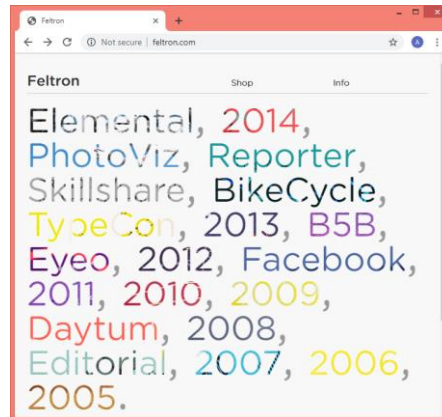 Feltron
Not secure | feltron.com
Feltron Shop Info
Elemental, 2014,
PhotoViz, Reporter,
Skillshare, BikeCycle,
TypeCon, 2013, B5B,
Eyeo, 2012, Facebook,
2011, 2010, 2009,
Daytum, 2008,
Editorial, 2007, 2006,
2005.